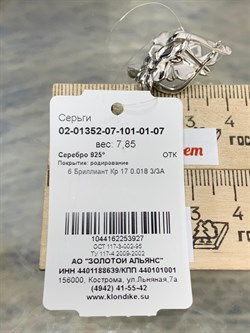 Серьги
02-01352-07-101-01-07
вес: 7,85
Серебро 925° ОТК
Покрытие: родирование
6 Бриллиант Кр 17 0.018 3/3А
1044162253927
ОСТ 117-3-002-95
ТУ 117-4-2099-2002
АО "ЗОЛОТОЙ АЛЬЯНС"
ИНН 4401188639/КПП 440101001
156000, Кострома, ул.Льняная,7а
(4942) 41-55-42
www.klondike.su